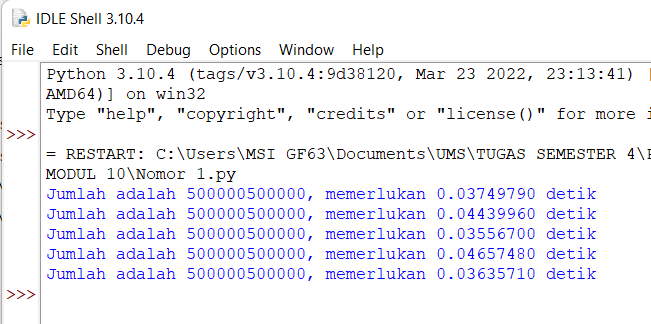 IDLE Shell 3.10.4
File Edit Shell Debug Options Window Help
Python 3.10.4 (tags/v3.10.4:9d38120, Mar 23 2022, 23:13:41) [
AMD64)] on win32
Type "help", "copyright", "credits" or "license()" for more i
>>>
= RESTART: C:\Users\MSI GF63\Documents\UMS\TUGAS SEMESTER 4\
MODUL 10\Nomor 1.py
Jumlah adalah 500000500000, memerlukan 0.03749790 detik
Jumlah adalah 500000500000, memerlukan 0.04439960 detik
Jumlah adalah 500000500000, memerlukan 0.03556700 detik
Jumlah adalah 500000500000, memerlukan 0.04657480 detik
Jumlah adalah 500000500000, memerlukan 0.03635710 detik
>>>